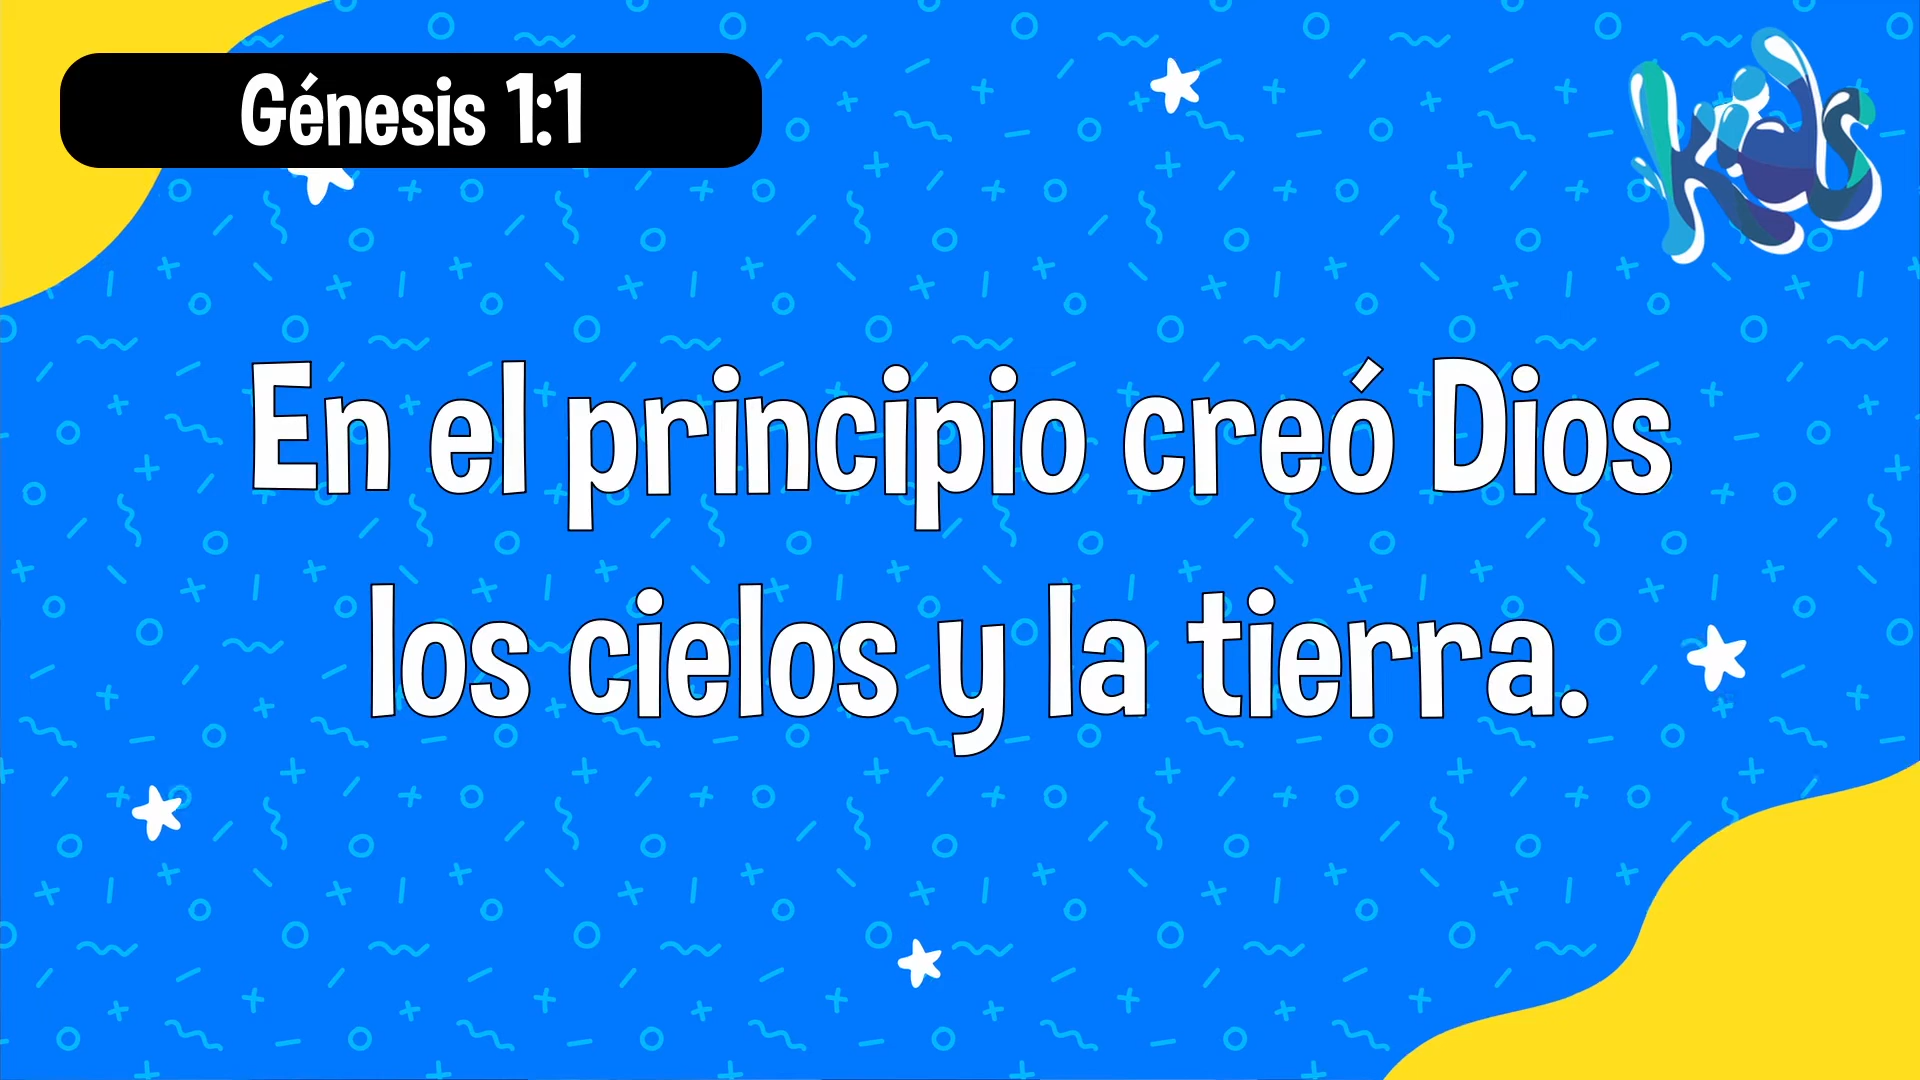 Génesis 1:1
kids
En el principio creó Dios
los cielos y la tierra.